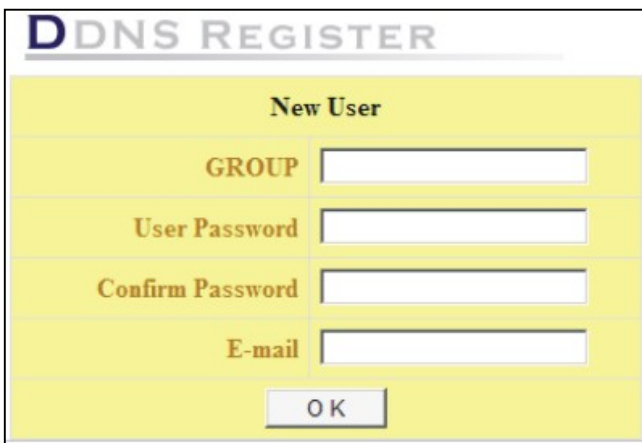 DDNS REGISTER
New User
GROUP
User Password
Confirm Password
E-mail
OK